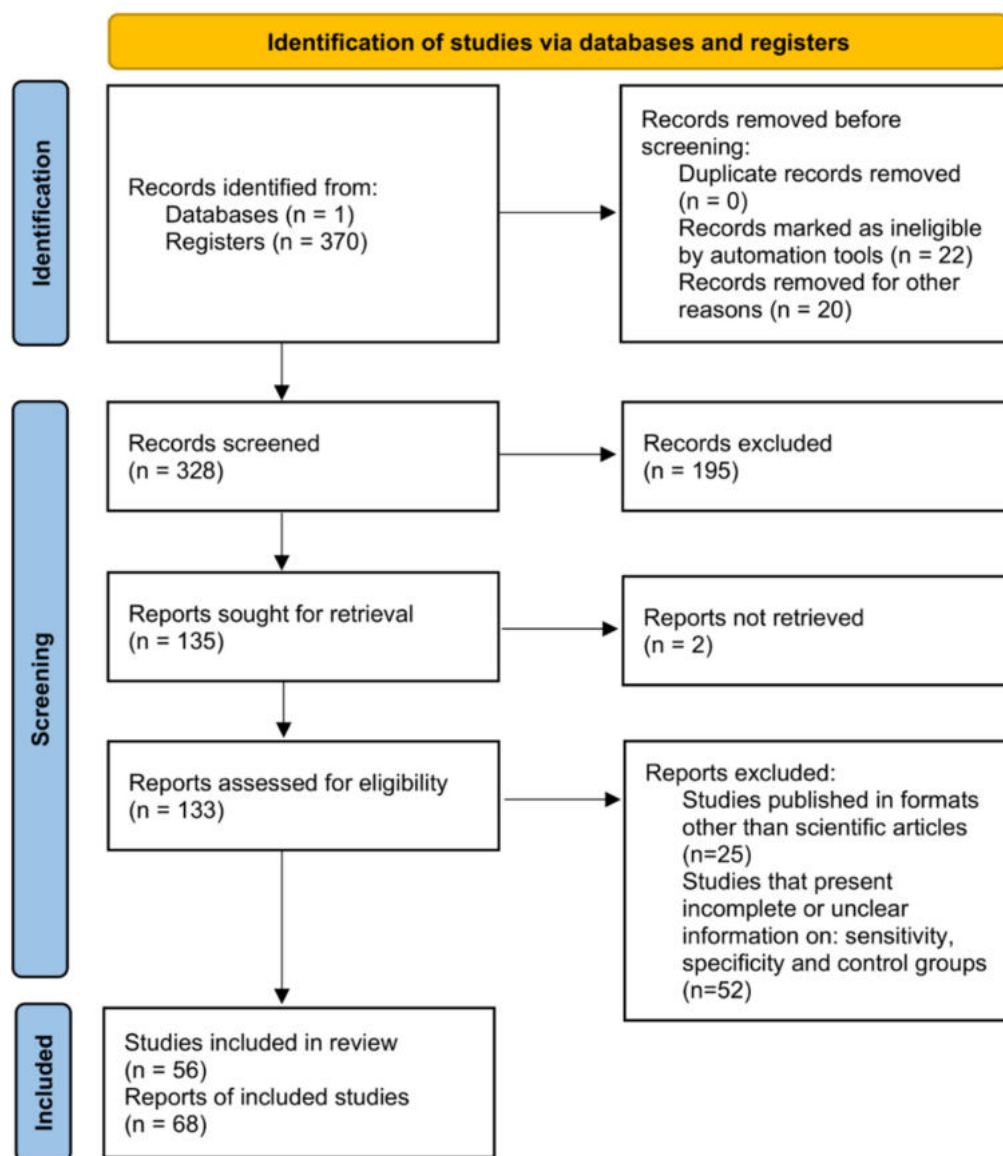 Identification of studies via databases and registers
Identification
Records identified from:
Databases (n = 1)
Registers (n = 370)
Records removed before
screening:
Duplicate records removed
(n = 0)
Records marked as ineligible
by automation tools (n = 22)
Records removed for other
reasons (n = 20)
Screening
Records screened
(n = 328)
Records excluded
(n = 195)
Reports sought for retrieval
(n = 135)
Reports not retrieved
(n = 2)
Reports assessed for eligibility
(n = 133)
Reports excluded:
Studies published in formats
other than scientific articles
(n=25)
Studies that present
incomplete or unclear
information on: sensitivity,
specificity and control groups
(n=52)
Included
Studies included in review
(n = 56)
Reports of included studies
(n = 68)